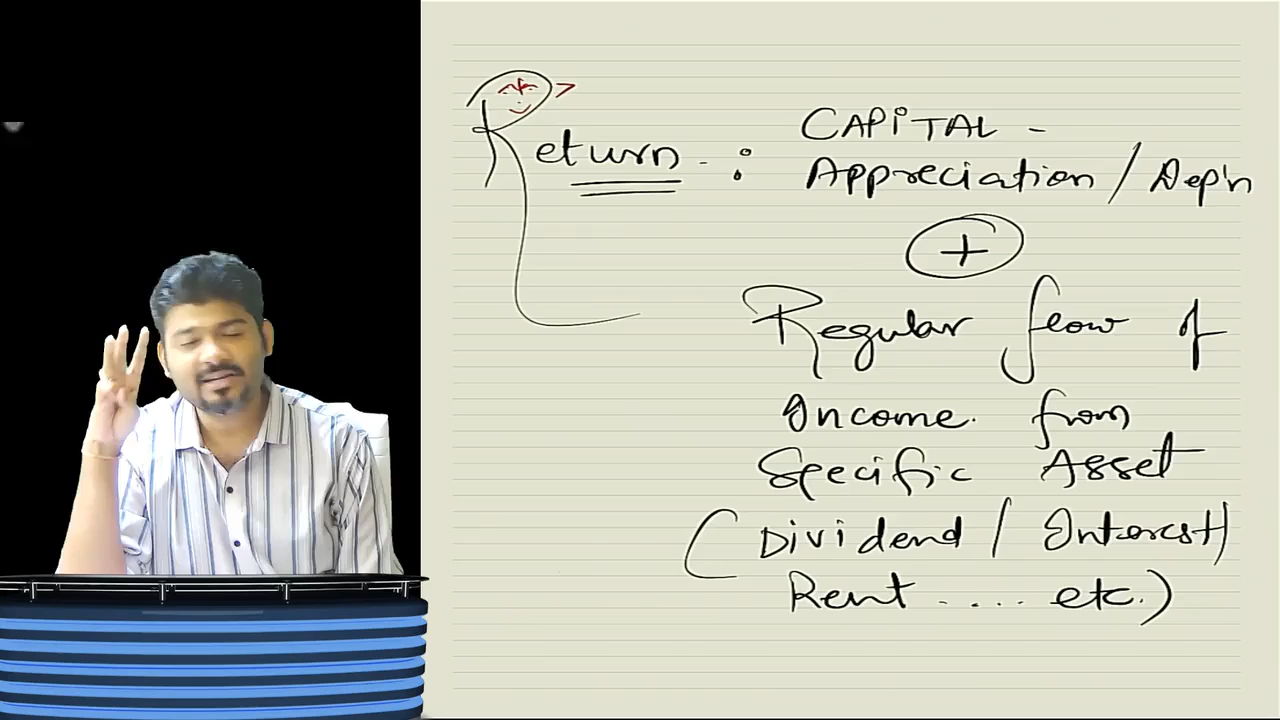 Return - : CAPiTAL -
Appreciation / Dep'n
+
Regular flow of
Income. from
Specific Asset
(Dividend / Interest /
Rent .... etc.)